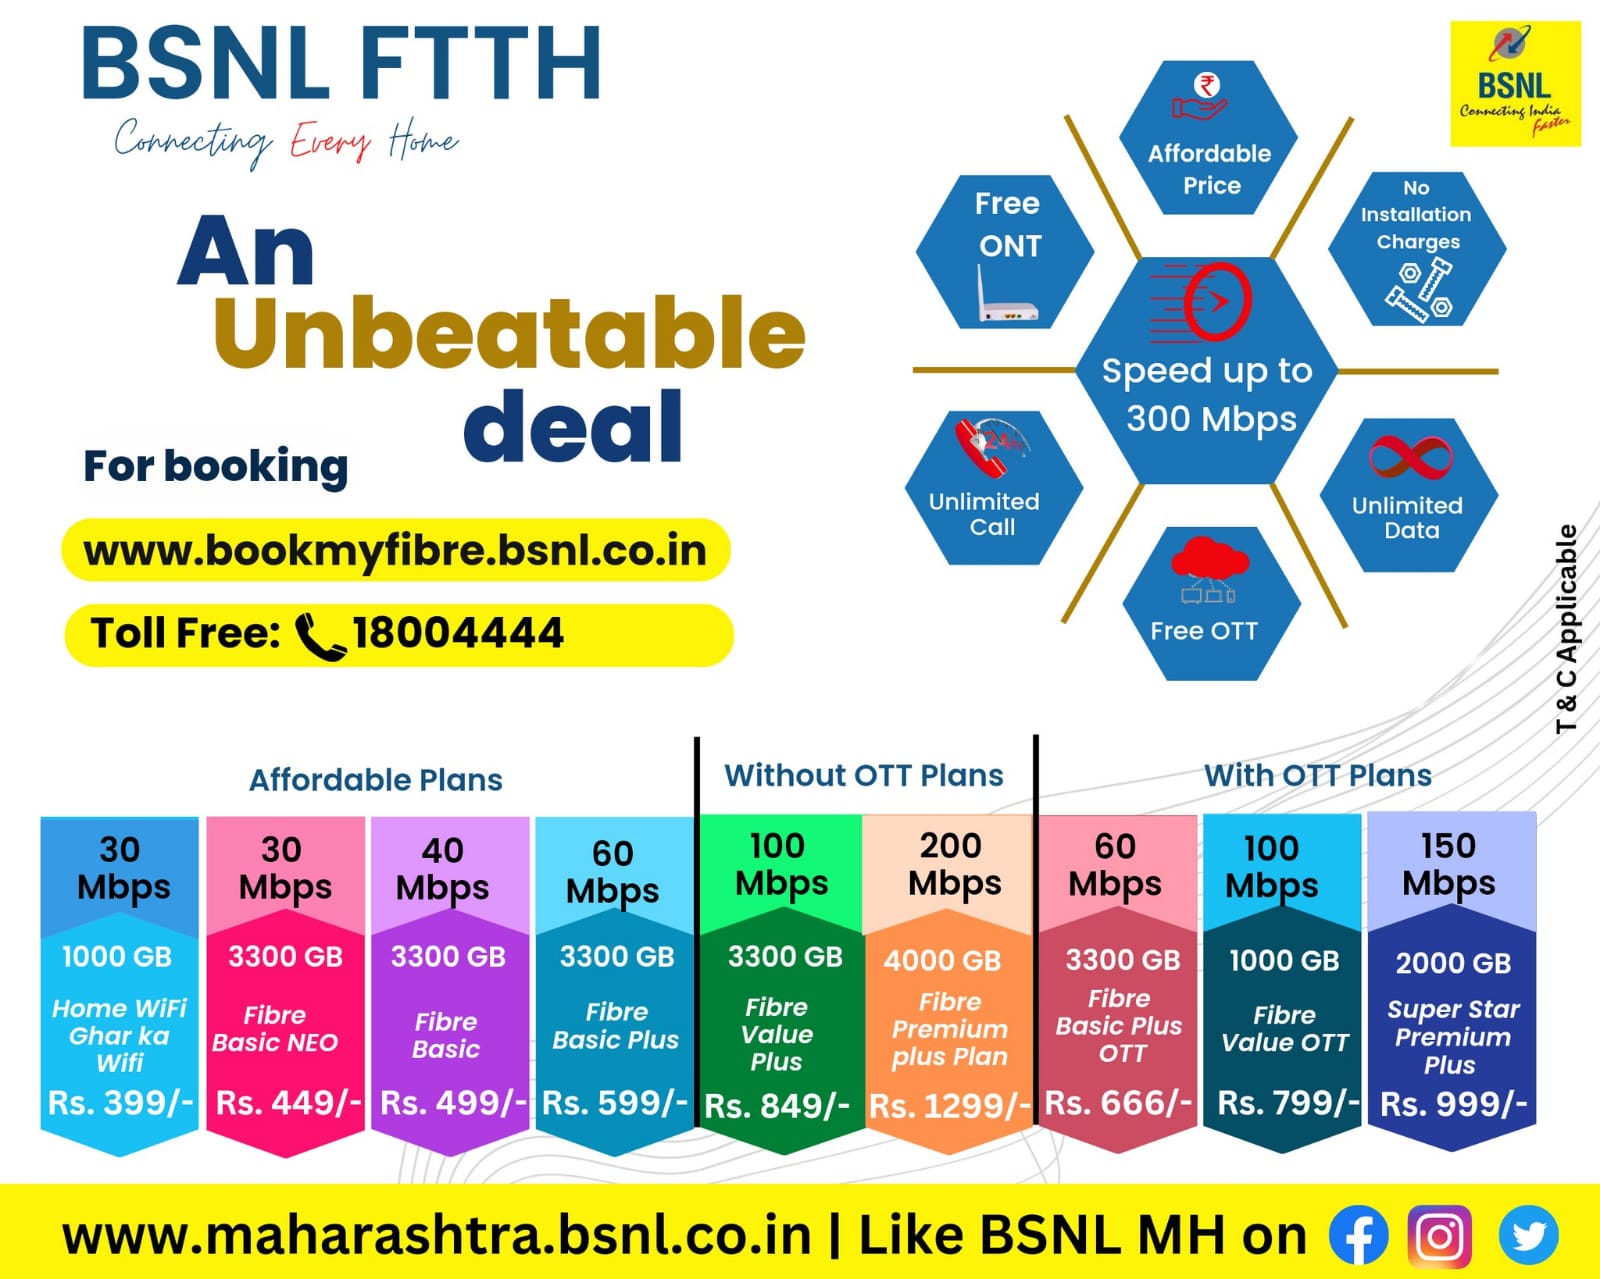 BSNL FTTH
Connecting Every Home
An
Unbeatable
deal
For booking
www.bookmyfibre.bsnl.co.in
Toll Free: 18004444
BSNL
Connecting India
Faster
₹
Affordable
Price
Free
ONT
No
Installation
Charges
Speed up to
300 Mbps
24
Unlimited
Call
Unlimited
Data
Free OTT
T & C Applicable
Affordable Plans
30
Mbps
1000 GB
Home WiFi
Ghar ka
Wifi
Rs. 399/-
30
Mbps
3300 GB
Fibre
Basic NEO
Rs. 449/-
40
Mbps
3300 GB
Fibre
Basic
Rs. 499/-
60
Mbps
3300 GB
Fibre
Basic Plus
Rs. 599/-
Without OTT Plans
100
Mbps
3300 GB
Fibre
Value
Plus
Rs. 849/-
200
Mbps
4000 GB
Fibre
Premium
plus Plan
Rs. 1299/-
With OTT Plans
60
Mbps
3300 GB
Fibre
Basic Plus
OTT
Rs. 666/-
100
Mbps
1000 GB
Fibre
Value OTT
Rs. 799/-
150
Mbps
2000 GB
Super Star
Premium
Plus
Rs. 999/-
www.maharashtra.bsnl.co.in | Like BSNL MH on